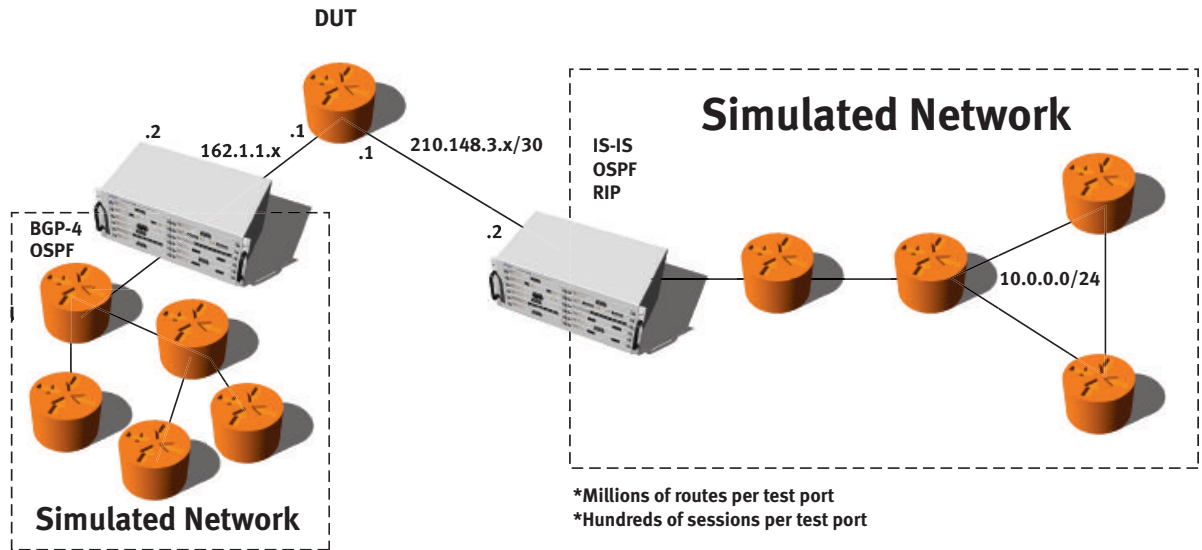 DUT
.2
.1
162.1.1.x
.1
210.148.3.x/30
.2
BGP-4
OSPF
Simulated Network
IS-IS
OSPF
RIP
Simulated Network
10.0.0.0/24
*Millions of routes per test port
*Hundreds of sessions per test port